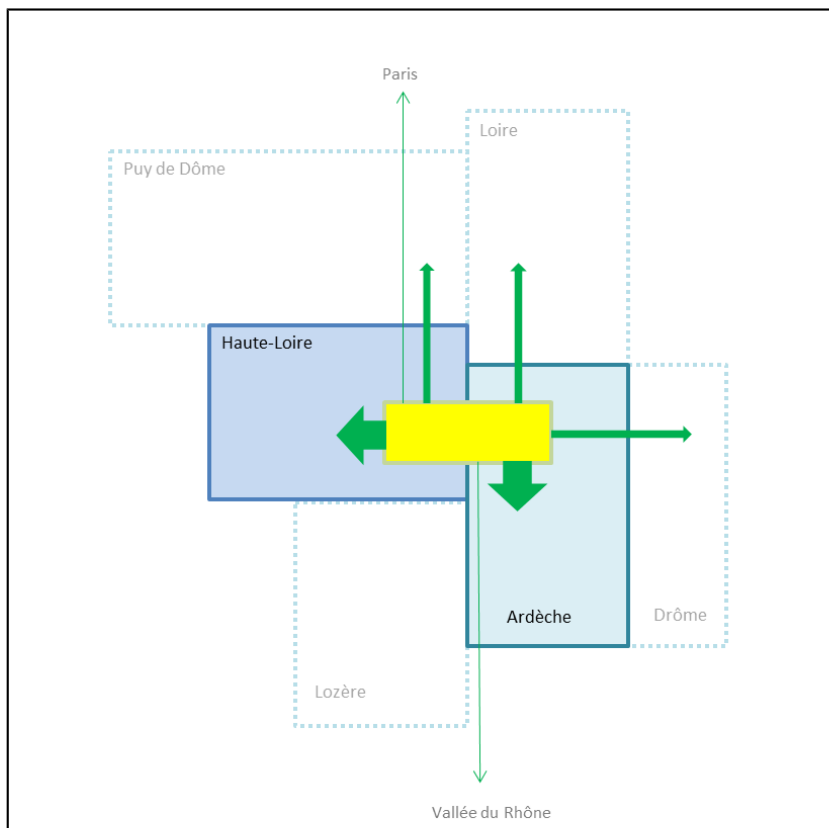 Paris
Loire
Puy de Dôme
Haute-Loire
Ardèche
Drôme
Lozère
Vallée du Rhône